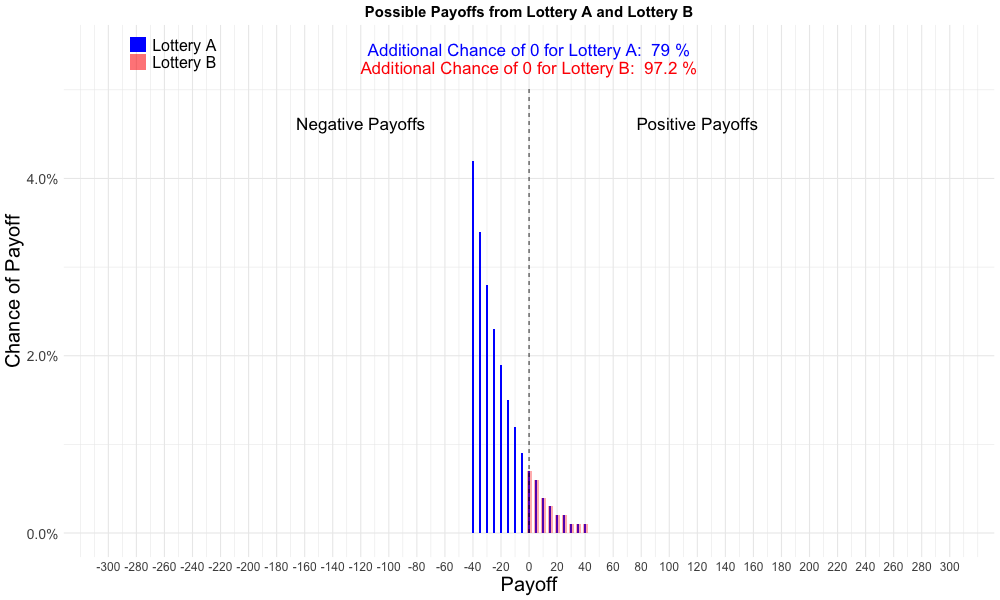 Possible Payoffs from Lottery A and Lottery B
Lottery A
Lottery B
Additional Chance of 0 for Lottery A:  79 %
Additional Chance of 0 for Lottery B:  97.2 %
Negative Payoffs
Positive Payoffs
Chance of Payoff
4.0%
2.0%
0.0%
-300 -280 -260 -240 -220 -200 -180 -160 -140 -120 -100 -80 -60 -40 -20 0 20 40 60 80 100 120 140 160 180 200 220 240 260 280 300
Payoff